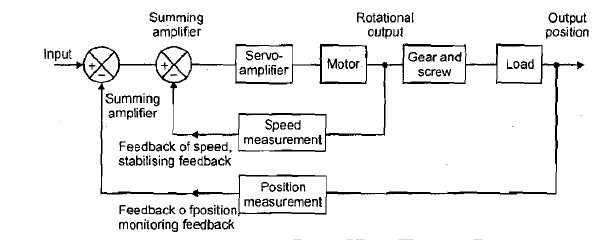 Summing
amplifier
Rotational
output
Output
position
Input
Servo-
amplifier
Motor
Gear and
screw
Load
Summing
amplifier
Speed
measurement
Feedback of speed,
stabilising feedback
Position
measurement
Feedback o fposition
monitoring feedback